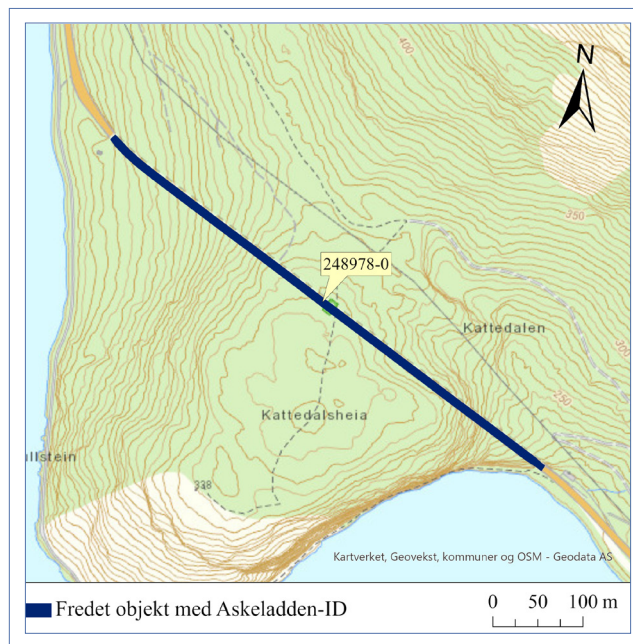 N
400
350
248978-0
Kattedalen
300
250
Kattedalsheia
llstein
338
Kartverket, Geovekst, kommuner og OSM - Geodata AS
Fredet objekt med Askeladden-ID
0 50 100 m